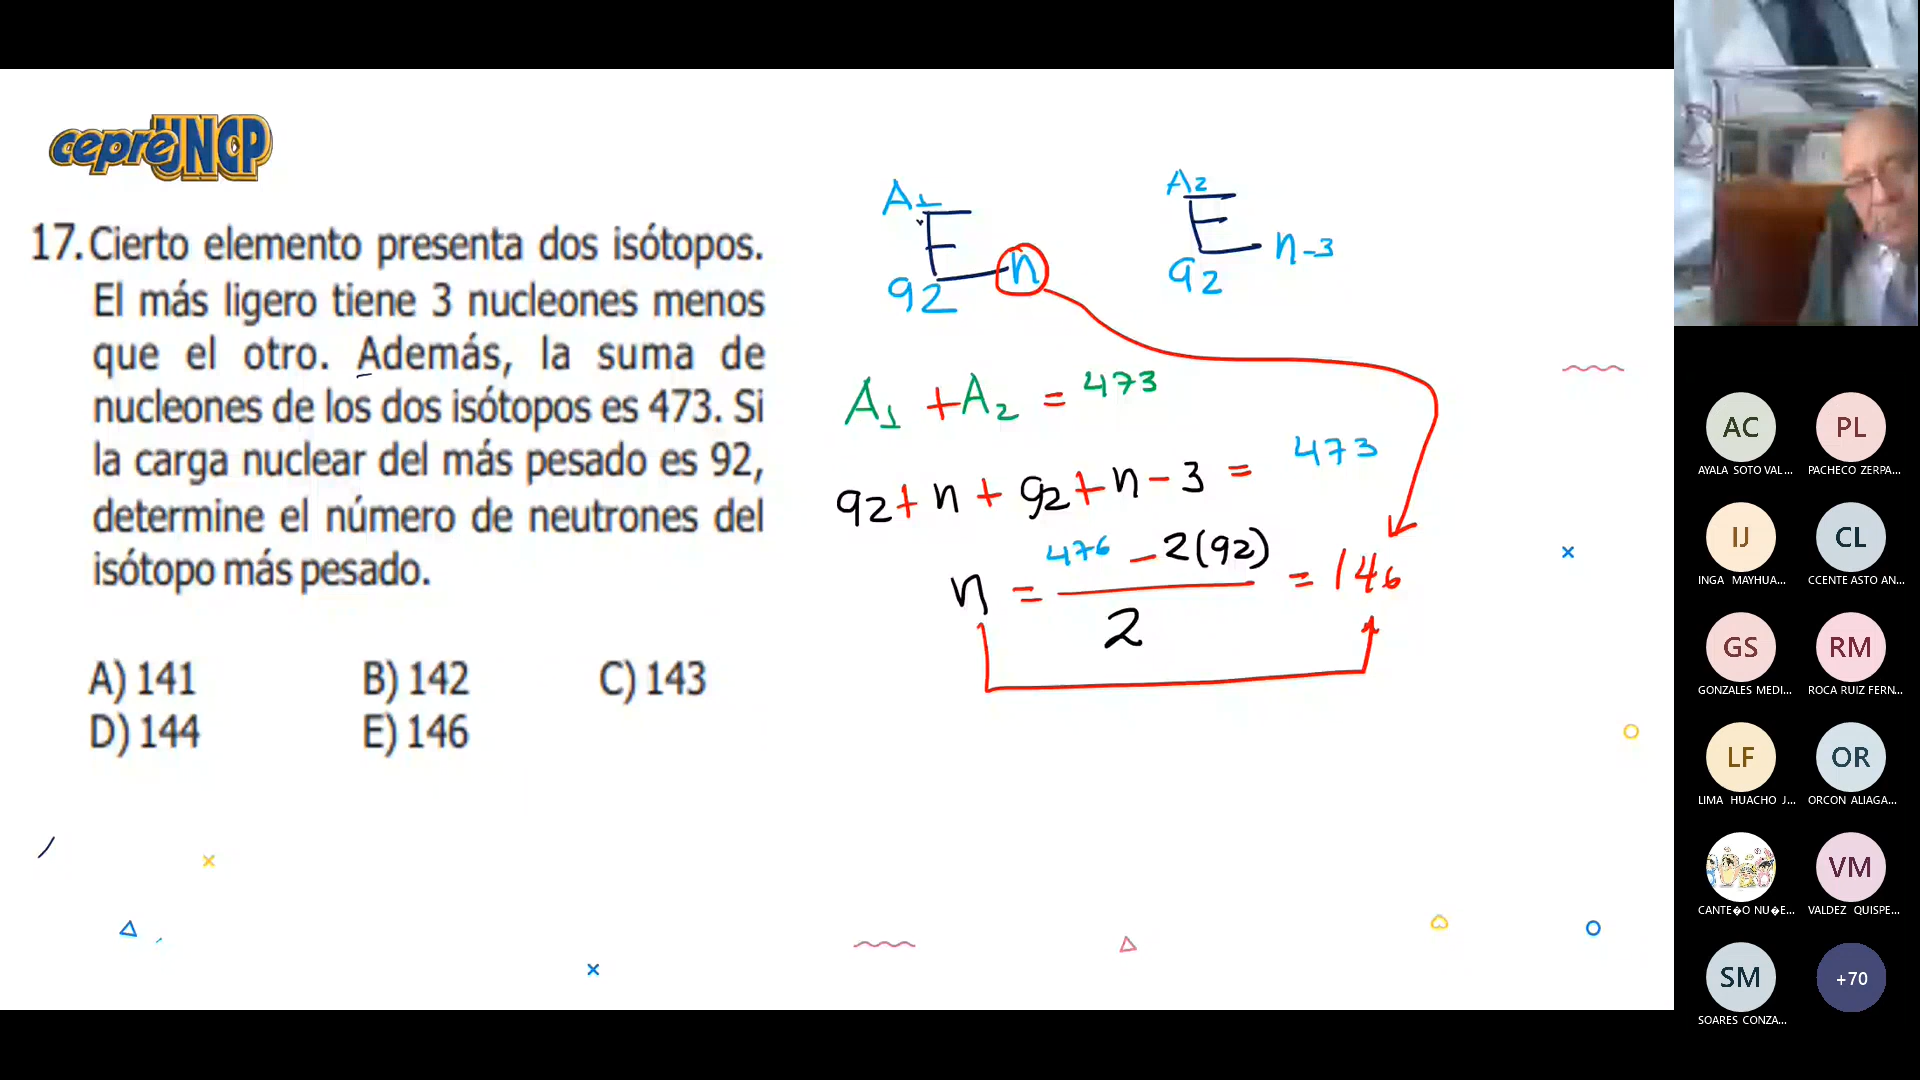 cepreUNCP
17. Cierto elemento presenta dos isótopos.
El más ligero tiene 3 nucleones menos
que el otro. Además, la suma de
nucleones de los dos isótopos es 473. Si
la carga nuclear del más pesado es 92,
determine el número de neutrones del
isótopo más pesado.
A) 141 B) 142 C) 143
D) 144 E) 146
A1 E 92 n
A2 E 92 n-3
A1 + A2 = 473
92 + n + 92 + n - 3 = 473
n = 476 - 2(92) / 2 = 146
AC PL
AYALA SOTO VAL... PACHECO ZERPA...
IJ CL
INGA MAYHUA... CCENTE ASTO AN...
GS RM
GONZALES MEDI... ROCA RUIZ FERN...
LF OR
LIMA HUACHO J... ORCON ALIAGA...
VM
CANTE�O NU�E... VALDEZ QUISPE...
SM +70
SOARES CONZA...